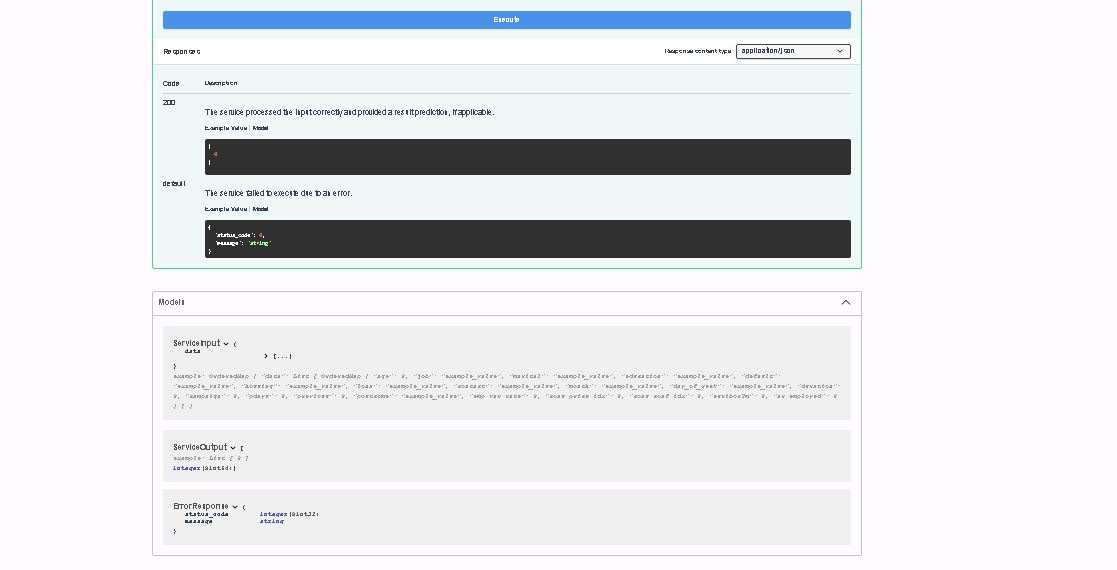 Execute
Responses
Response content type
application/json
Code
Description
200
The service processed the input correctly and provided a result prediction, if applicable.
Example Value | Model
[
0
]
default
The service failed to execute due to an error.
Example Value | Model
{
"status_code": 0,
"message": "string"
}
Models
ServiceInput {
data
[...]
}
example: OrderedMap { "data": List [ OrderedMap { "age": 0, "job": "example_value", "marital": "example_value", "education": "example_value", "default":
"example_value", "housing": "example_value", "loan": "example_value", "contact": "example_value", "month": "example_value", "day_of_week": "example_value", "duration":
0, "campaign": 0, "pdays": 0, "previous": 0, "poutcome": "example_value", "emp.var.rate": 0, "cons.price.idx": 0, "cons.conf.idx": 0, "euribor3m": 0, "nr.employed": 0
} ] }
ServiceOutput [
example: List [ 0 ]
integer($int64)]
ErrorResponse {
status_code integer($int32)
message string
}